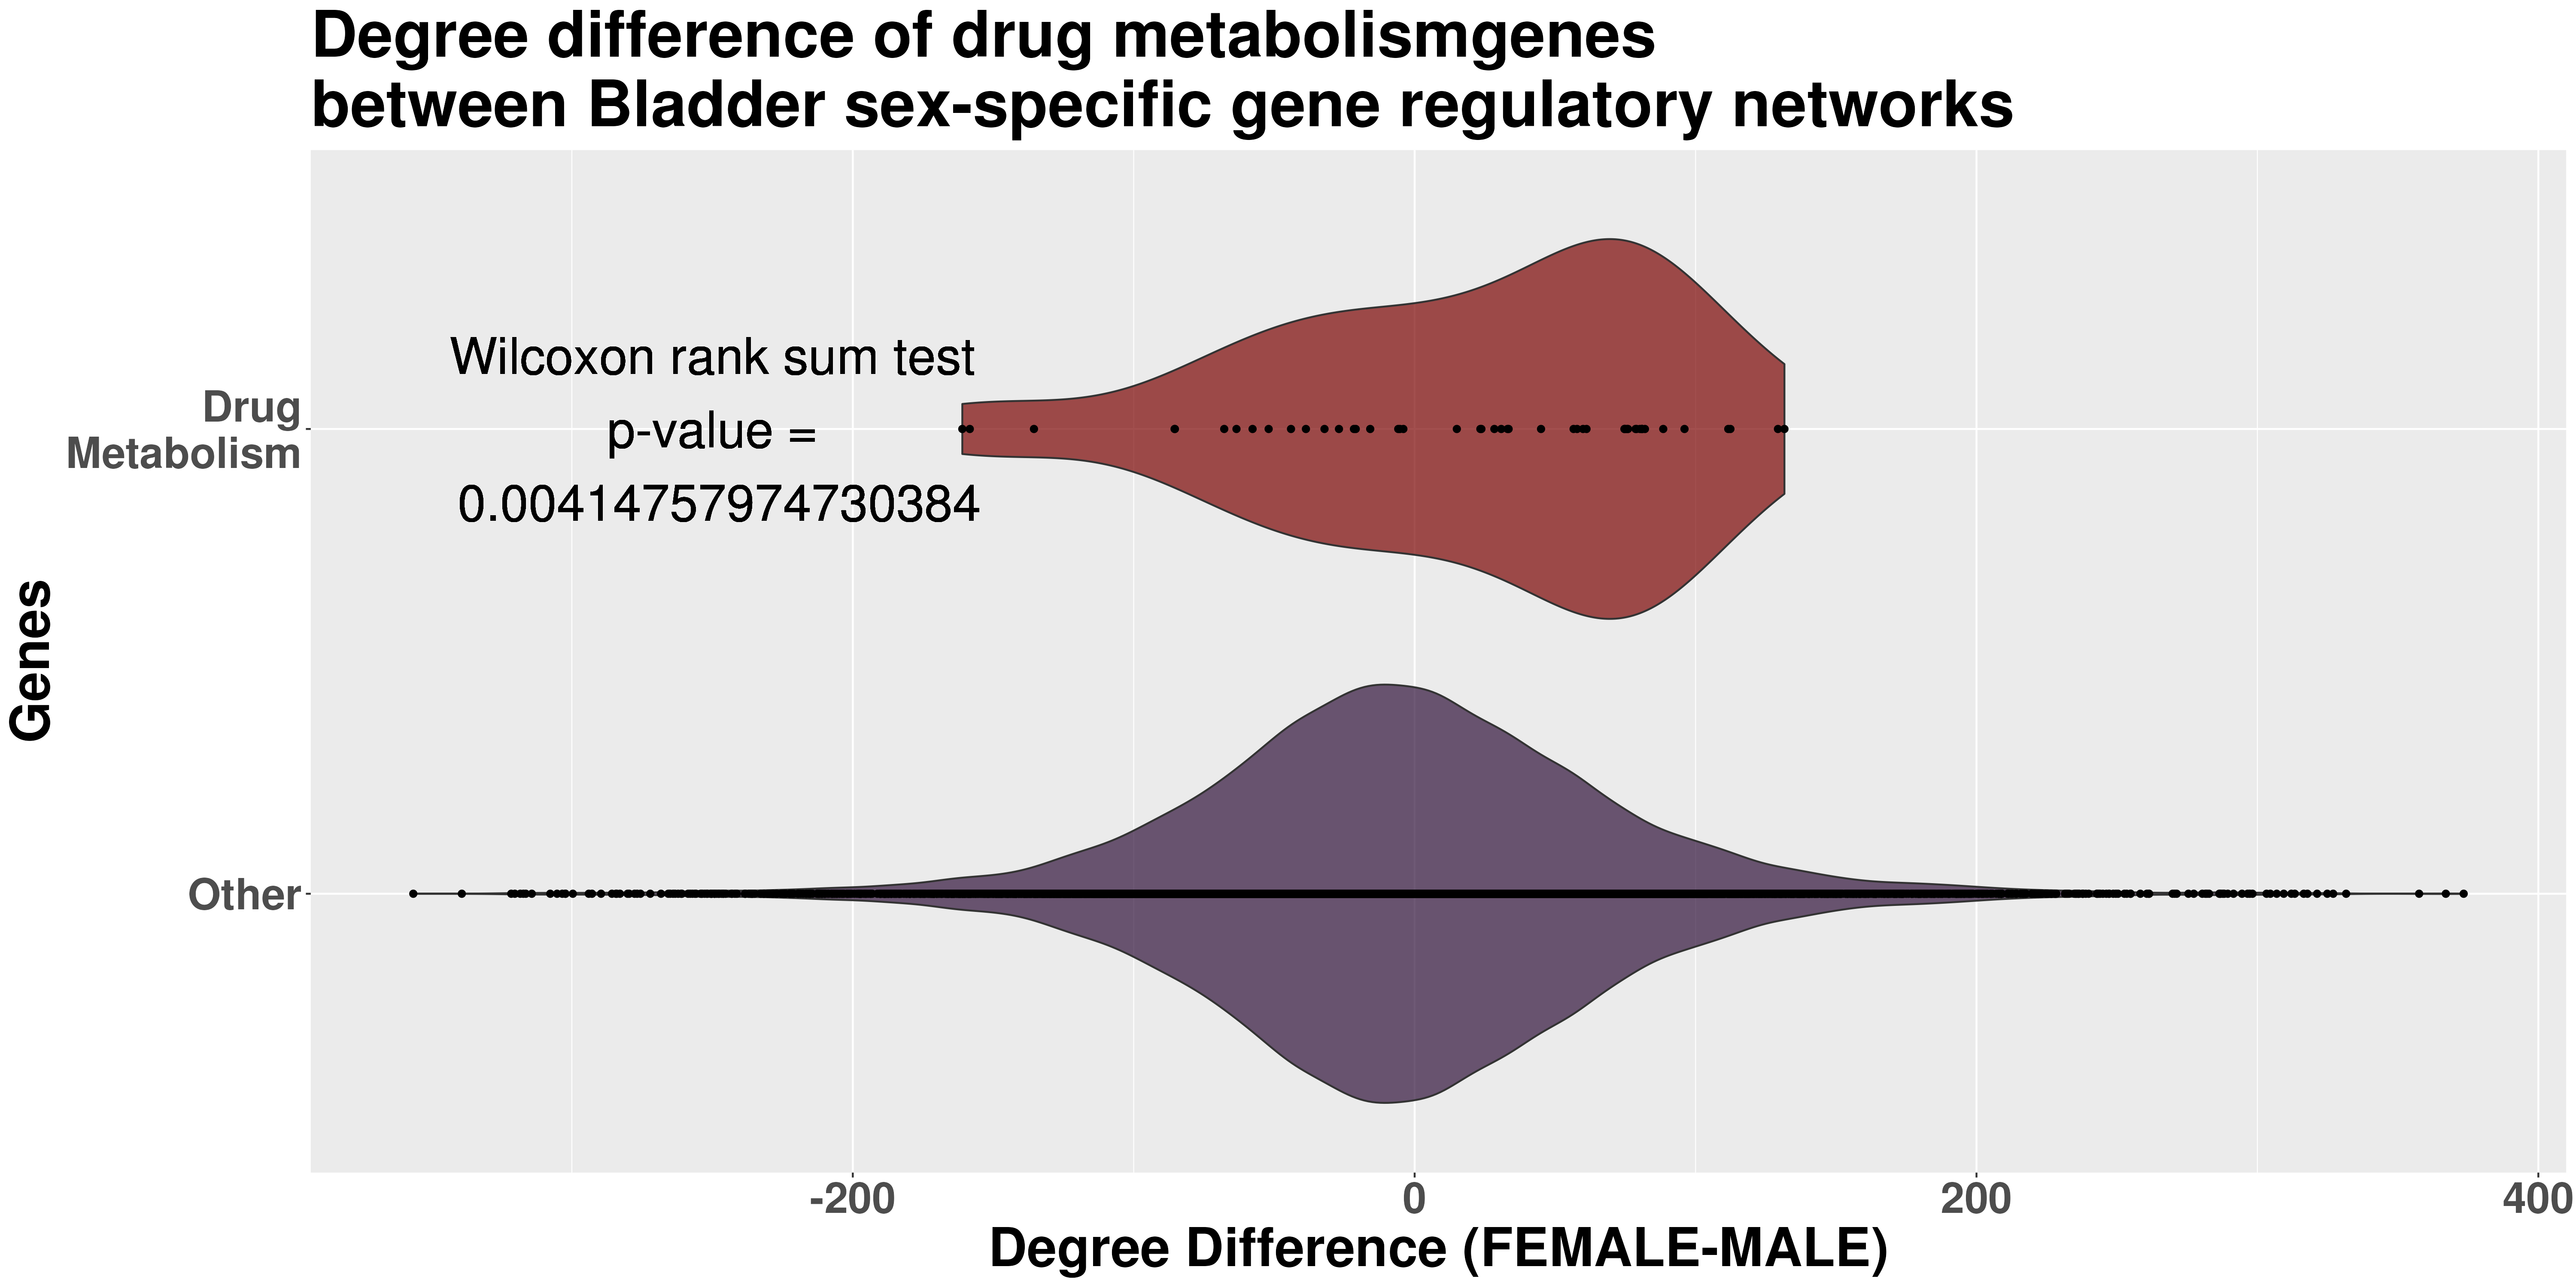 Degree difference of drug metabolismgenes
between Bladder sex-specific gene regulatory networks
Wilcoxon rank sum test
p-value =
0.00414757974730384
Drug
Metabolism
Other
Genes
-200
0
200
400
Degree Difference (FEMALE-MALE)